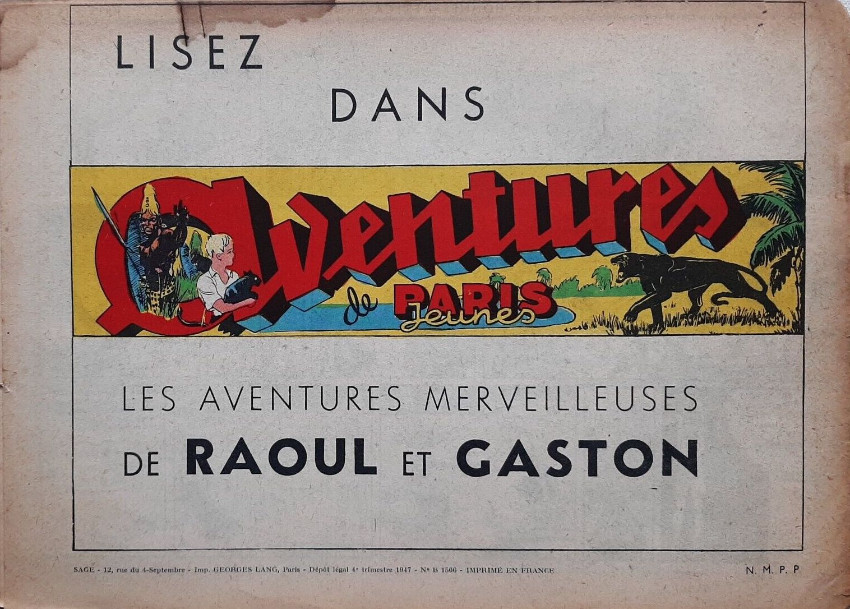 LISEZ
DANS
Aventures
de PARIS
Jeunes
LES AVENTURES MERVEILLEUSES
DE RAOUL ET GASTON
SAGE - 12, rue du 4-Septembre - Imp. GEORGES LANG, Paris - Dépôt légal 4e trimestre 1947 - N° B 1566 - IMPRIMÉ EN FRANCE
N. M. P. P